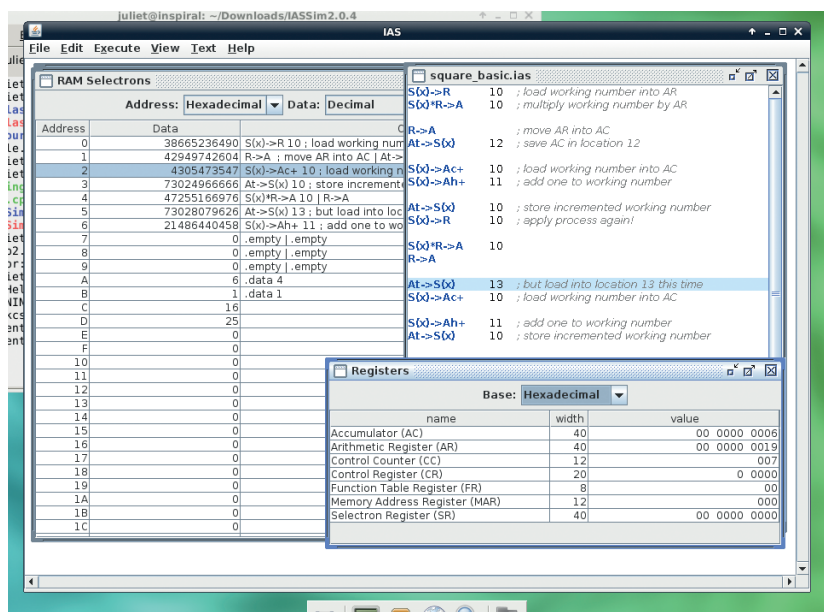 juliet@inspiral: ~/Downloads/IASSim2.0.4
IAS
File Edit Execute View Text Help
RAM Selectrons
Address: Hexadecimal Data: Decimal
Address Data
0 38665236490 S(x)->R 10 ; load working num
1 42949742604 R->A ; move AR into AC | At->
2 4305473547 S(x)->Ac+ 10 ; load working n
3 73024966666 At->S(x) 10 ; store incremente
4 47255166976 S(x)*R->A 10 | R->A
5 73028079626 At->S(x) 13 ; but load into loc
6 21486440458 S(x)->Ah+ 11 ; add one to wo
7 0 .empty | .empty
8 0 .empty | .empty
9 0 .empty | .empty
A 6 .data 4
B 1 .data 1
C 16
D 25
E 0
F 0
10 0
11 0
12 0
13 0
14 0
15 0
16 0
17 0
18 0
19 0
1A 0
1B 0
1C 0
square_basic.ias
S(x)->R 10 ; load working number into AR
S(x)*R->A 10 ; multiply working number by AR
R->A ; move AR into AC
At->S(x) 12 ; save AC in location 12
S(x)->Ac+ 10 ; load working number into AC
S(x)->Ah+ 11 ; add one to working number
At->S(x) 10 ; store incremented working number
S(x)->R 10 ; apply process again!
S(x)*R->A 10
R->A
At->S(x) 13 ; but load into location 13 this time
S(x)->Ac+ 10 ; load working number into AC
S(x)->Ah+ 11 ; add one to working number
At->S(x) 10 ; store incremented working number
Registers
Base: Hexadecimal
name width value
Accumulator (AC) 40 00 0000 0006
Arithmetic Register (AR) 40 00 0000 0019
Control Counter (CC) 12 007
Control Register (CR) 20 0 0000
Function Table Register (FR) 8 00
Memory Address Register (MAR) 12 000
Selectron Register (SR) 40 00 0000 0000